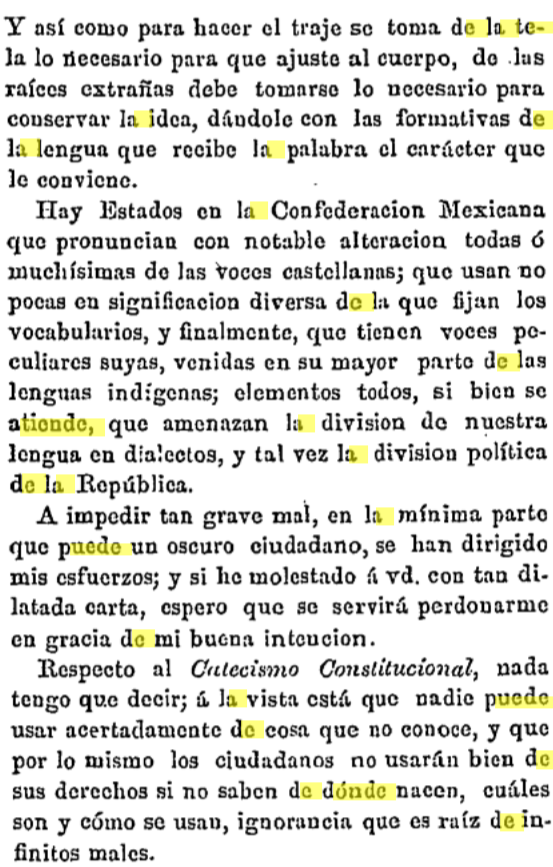 Y así como para hacer el traje se toma de la te-
la lo necesario para que ajuste al cuerpo, de las
raíces extrañas debe tomarse lo necesario para
conservar la idea, dándole con las formativas de
la lengua que recibe la palabra el carácter que
le conviene.
Hay Estados en la Confederacion Mexicana
que pronuncian con notable alteracion todas ó
muchísimas de las voces castellanas; que usan no
pocas en significacion diversa de la que fijan los
vocabularios, y finalmente, que tienen voces pe-
culiares suyas, venidas en su mayor parte de las
lenguas indígenas; elementos todos, si bien se
atiende, que amenazan la division de nuestra
lengua en dialectos, y tal vez la division política
de la República.
A impedir tan grave mal, en la mínima parte
que puede un oscuro ciudadano, se han dirigido
mis esfuerzos; y si he molestado á vd. con tan di-
latada carta, espero que se servirá perdonarme
en gracia de mi buena intencion.
Respecto al Catecismo Constitucional, nada
tengo que decir; á la vista está que nadie puede
usar acertadamente de cosa que no conoce, y que
por lo mismo los ciudadanos no usarán bien de
sus derechos si no saben de dónde nacen, cuáles
son y cómo se usan, ignorancia que es raíz de in-
finitos males.